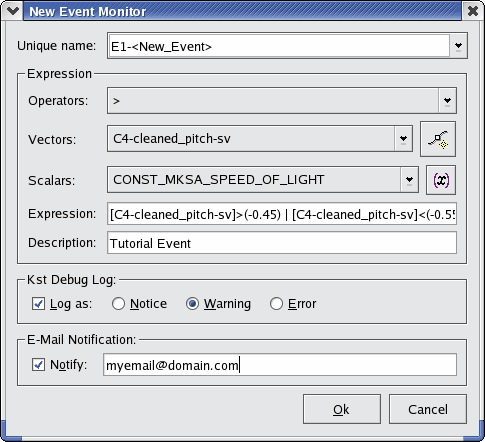 New Event Monitor
Unique name: E1-<New_Event>
Expression
Operators: >
Vectors: C4-cleaned_pitch-sv
Scalars: CONST_MKSA_SPEED_OF_LIGHT (x)
Expression: [C4-cleaned_pitch-sv]>(-0.45) | [C4-cleaned_pitch-sv]<(-0.55
Description: Tutorial Event
Kst Debug Log:
Log as: Notice Warning Error
E-Mail Notification:
Notify: myemail@domain.com
Ok Cancel